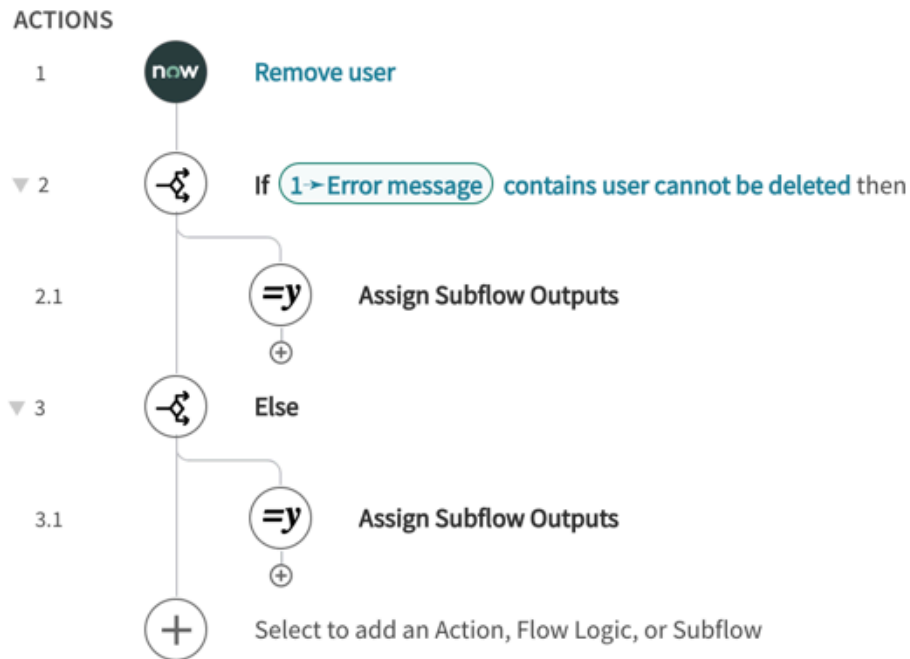 ACTIONS
1 now Remove user
2 If 1➛Error message contains user cannot be deleted then
2.1 =y Assign Subflow Outputs
3 Else
3.1 =y Assign Subflow Outputs
Select to add an Action, Flow Logic, or Subflow